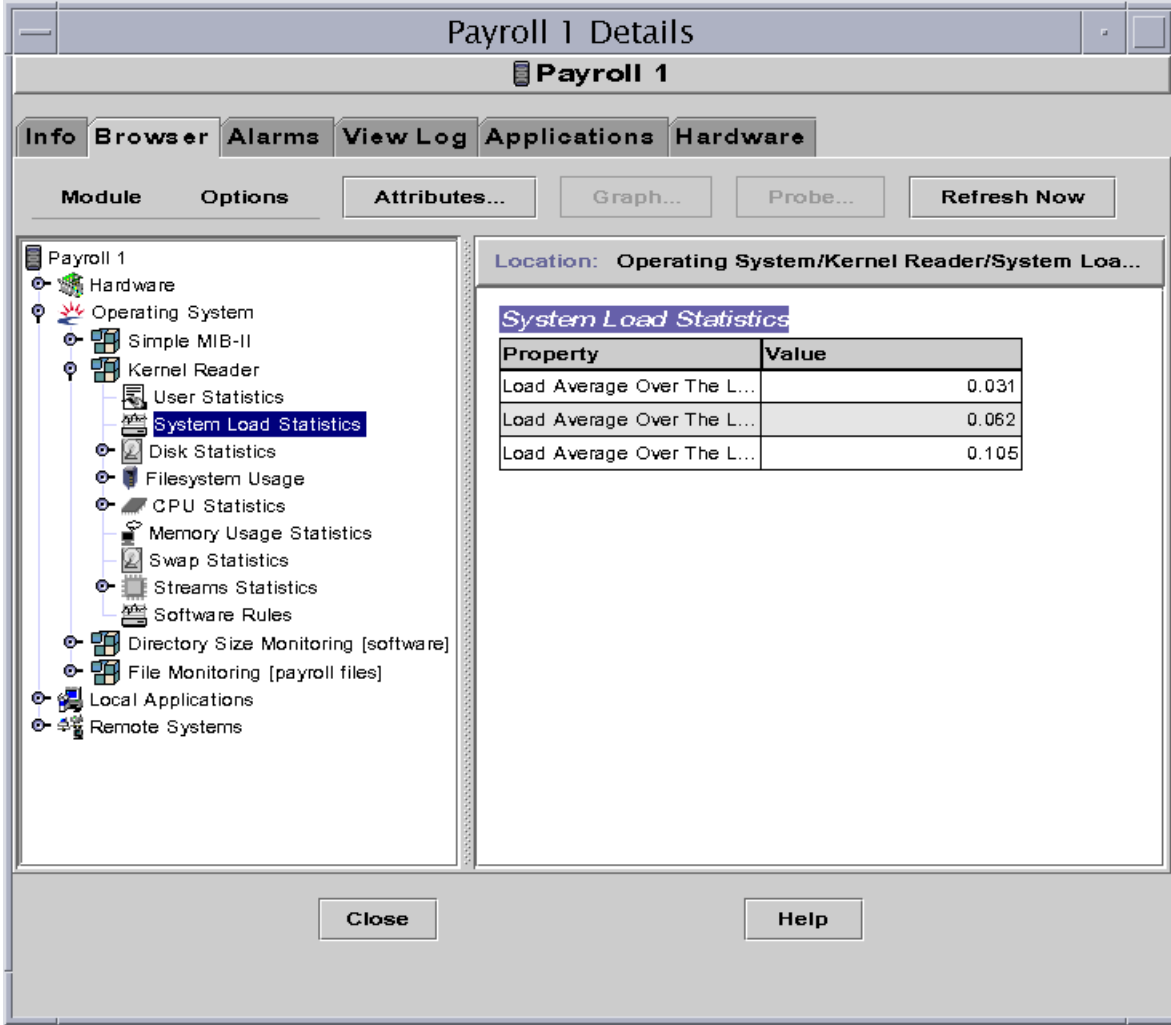 Payroll 1 Details
Payroll 1
Info Browser Alarms View Log Applications Hardware
Module Options Attributes... Graph... Probe... Refresh Now
Payroll 1
Hardware
Operating System
Simple MIB-II
Kernel Reader
User Statistics
System Load Statistics
Disk Statistics
Filesystem Usage
CPU Statistics
Memory Usage Statistics
Swap Statistics
Streams Statistics
Software Rules
Directory Size Monitoring [software]
File Monitoring [payroll files]
Local Applications
Remote Systems
Location: Operating System/Kernel Reader/System Loa...
System Load Statistics
Property Value
Load Average Over The L... 0.031
Load Average Over The L... 0.062
Load Average Over The L... 0.105
Close Help